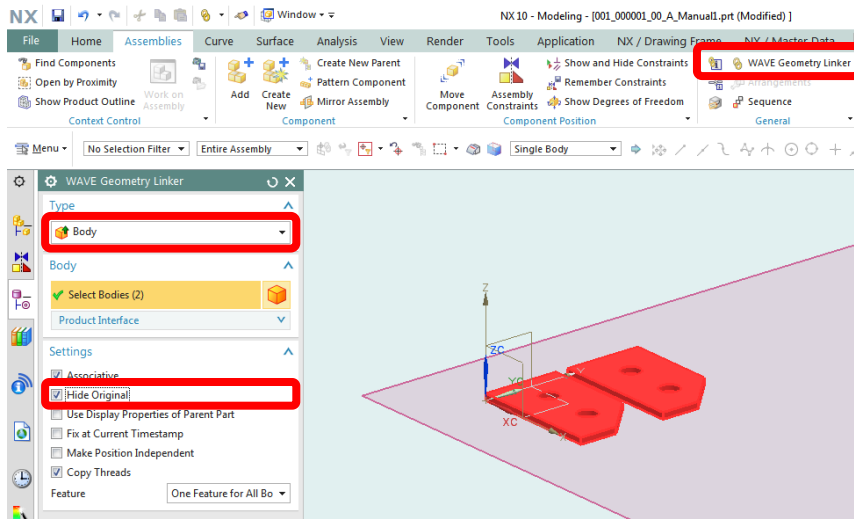 NX Window NX 10 - Modeling - [001_000001_00_A_Manual1.prt (Modified) ]
File Home Assemblies Curve Surface Analysis View Render Tools Application NX / Drawing Frame NX / Master Data
Find Components Create New Parent Show and Hide Constraints WAVE Geometry Linker
Open by Proximity Pattern Component Remember Constraints Arrangements
Show Product Outline Work on Assembly Add Create New Mirror Assembly Move Component Assembly Constraints Show Degrees of Freedom Sequence
Context Control Component Component Position General
Menu No Selection Filter Entire Assembly Single Body
WAVE Geometry Linker
Type
Body
Body
Select Bodies (2)
Product Interface
Settings
Associative
Hide Original
Use Display Properties of Parent Part
Fix at Current Timestamp
Make Position Independent
Copy Threads
Feature One Feature for All Bo
Z
ZC
YC
Y
XC
X